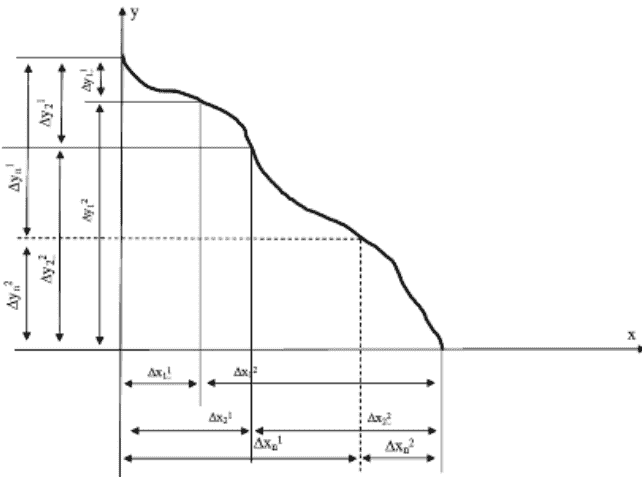 y
Δy₁¹
Δy₂¹
Δyₙ¹
Δy₁²
Δy₂²
Δyₙ²
x
Δx₁¹
Δx₁²
Δx₂¹
Δx₂²
Δxₙ¹
Δxₙ²